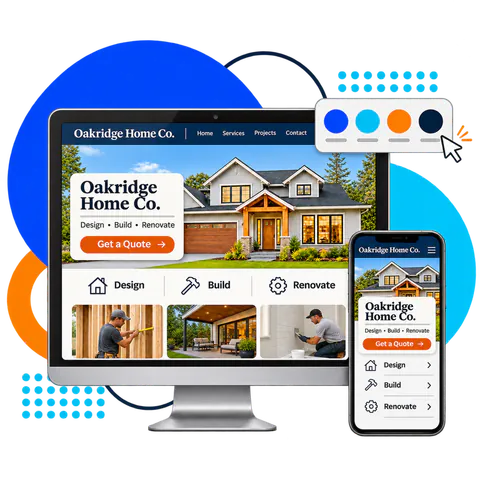 Oakridge Home Co.
Home Services Projects Contact
Oakridge
Home Co.
Design • Build • Renovate
Get a Quote →
Design Build Renovate
Oakridge Home Co.
Oakridge
Home Co.
Design • Build • Renovate
Get a Quote →
Design
Build
Renovate